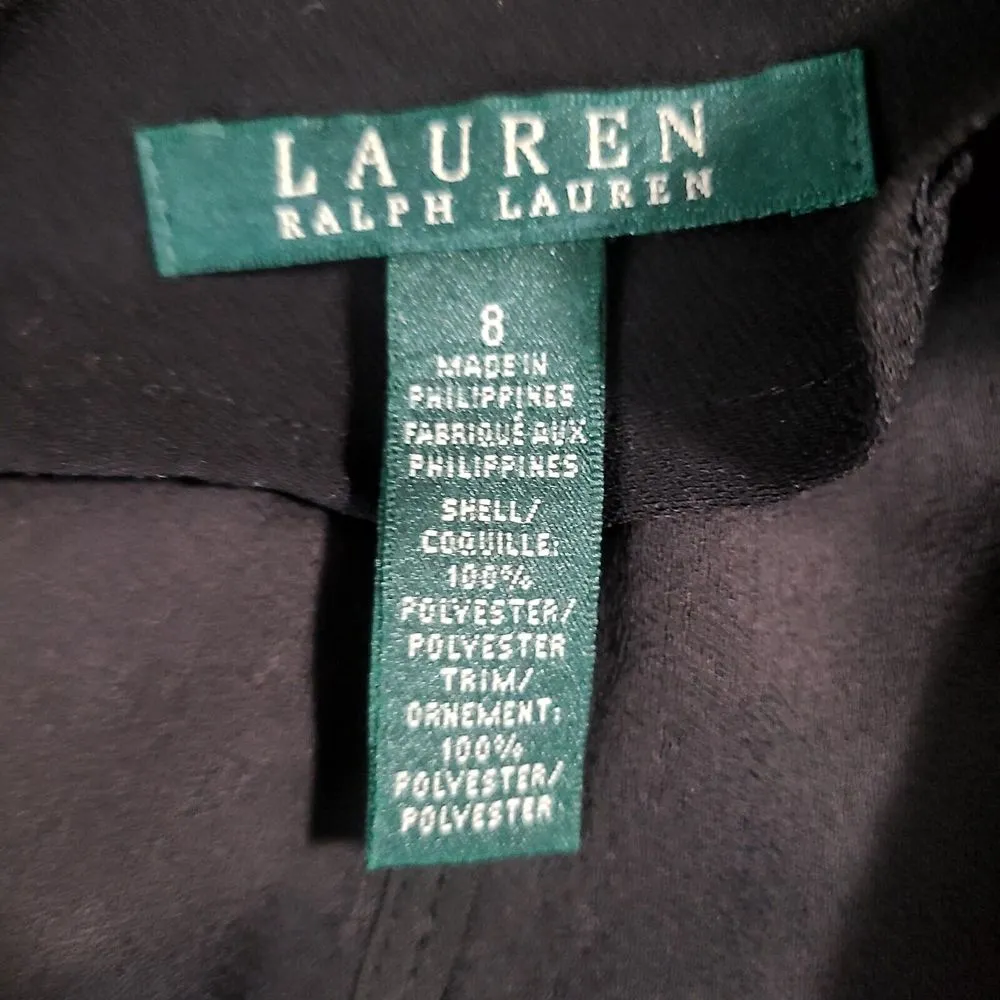 LAUREN
RALPH LAUREN
8
MADE IN
PHILIPPINES
FABRIQUÉ AUX
PHILIPPINES
SHELL/
COQUILLE:
100%
POLYESTER/
POLYESTER
TRIM/
ORNEMENT:
100%
POLYESTER/
POLYESTER